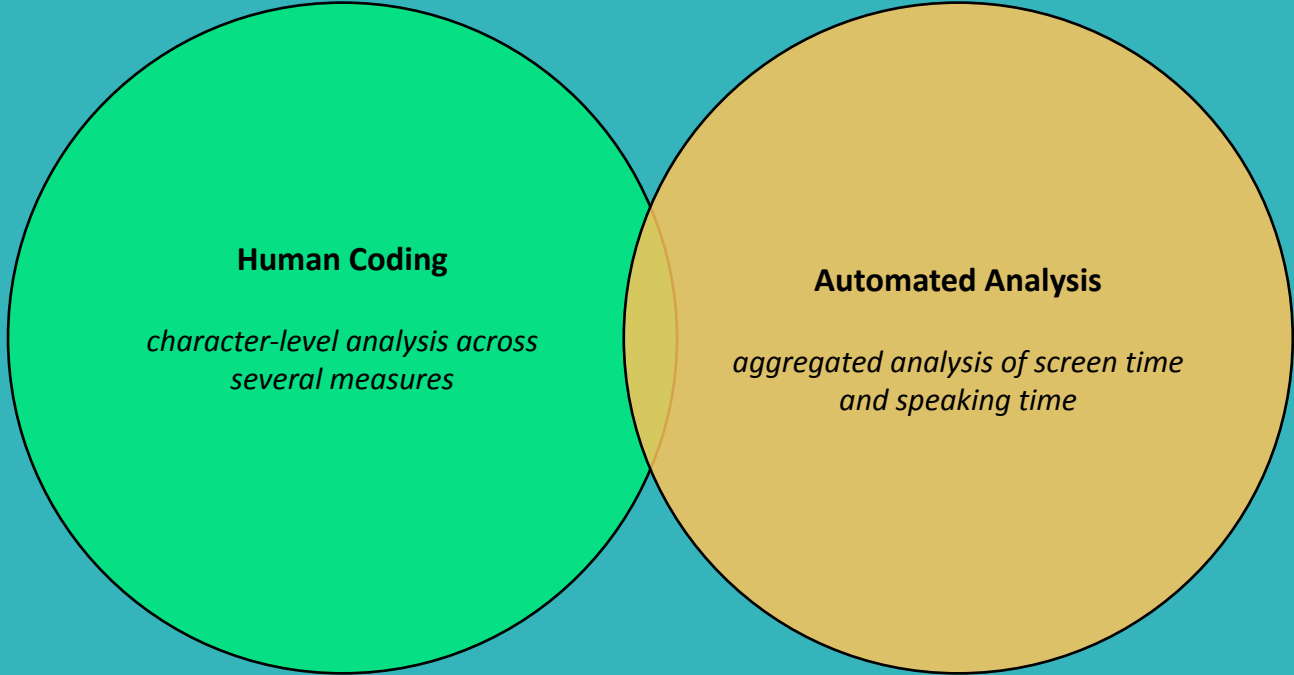 Human Coding
character-level analysis across
several measures
Automated Analysis
aggregated analysis of screen time
and speaking time